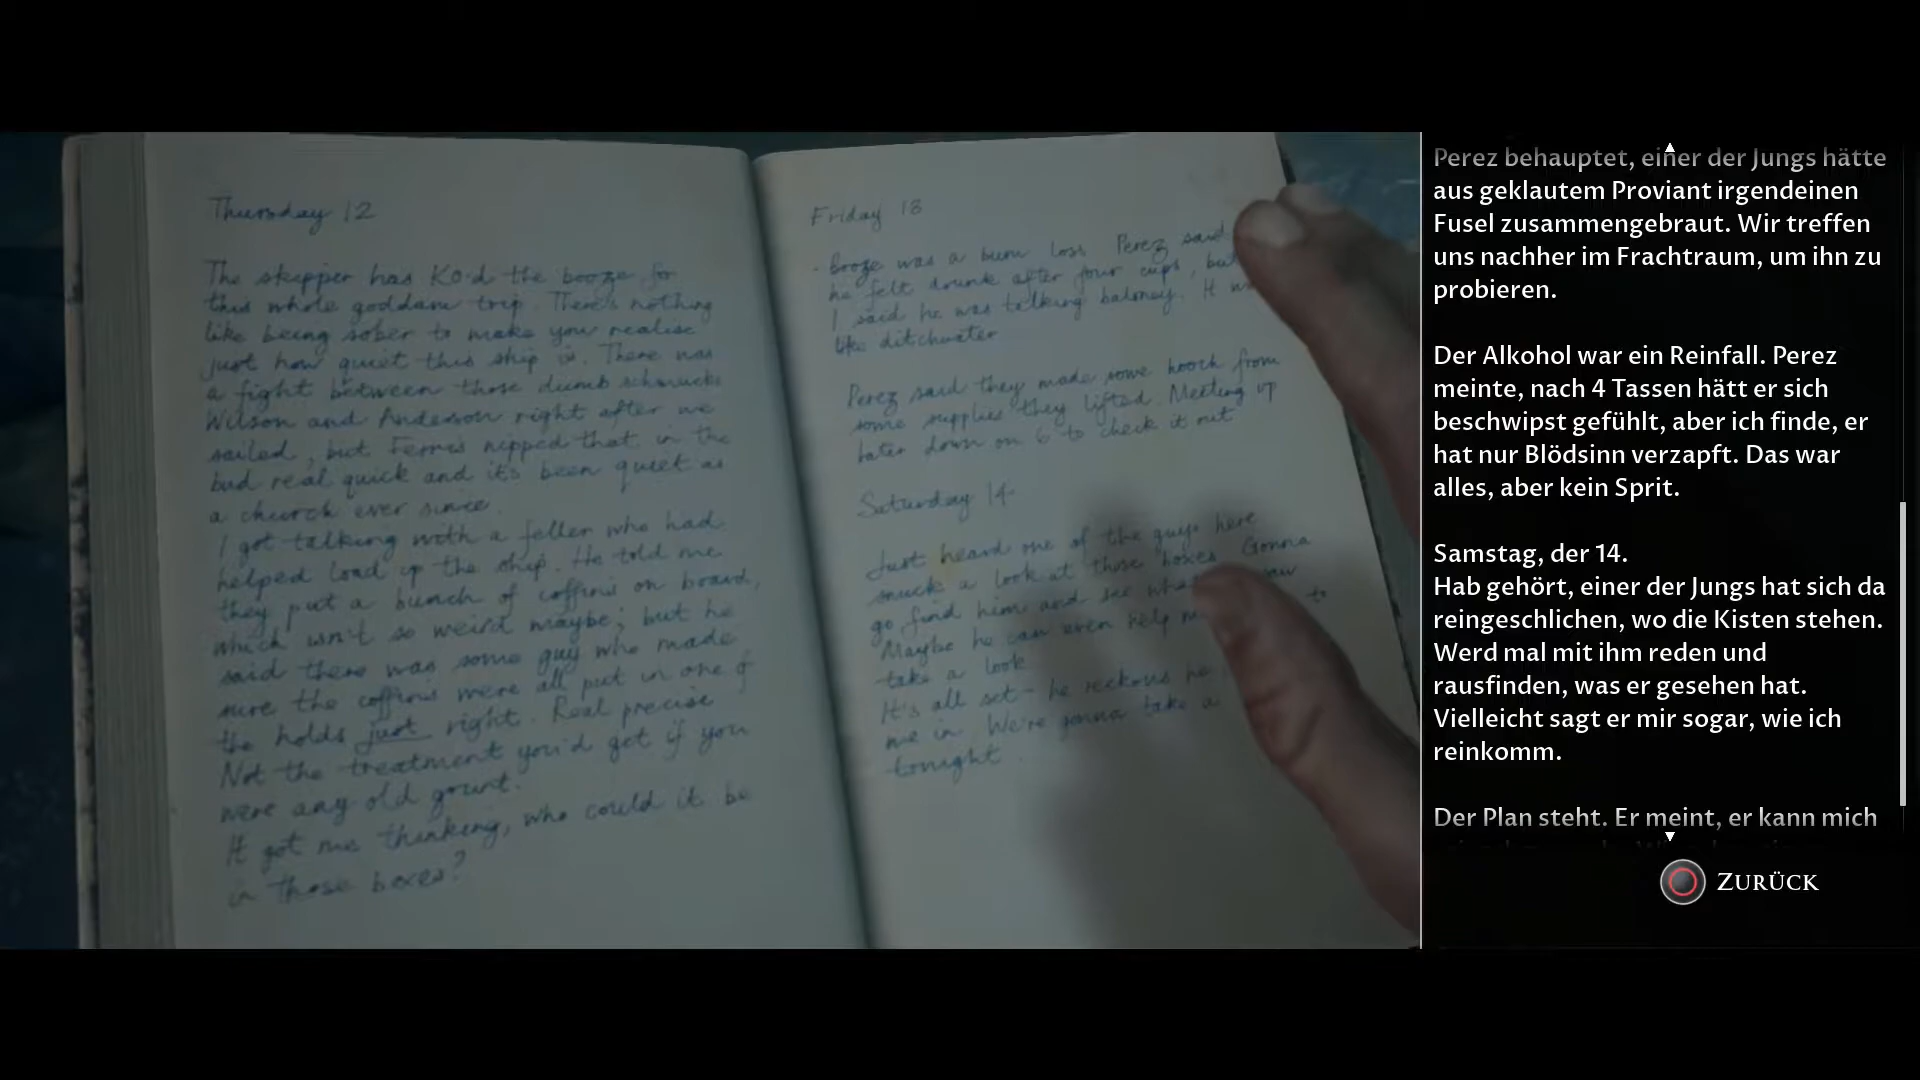 Thursday 12
The skipper has KO'd the booze for
this whole goddam trip. There's nothing
like being sober to make you realise
just how quiet this ship is. There was
a fight between those dumb schmucks
Wilson and Anderson right after we
sailed, but Ferris nipped that in the
bud real quick and it's been quiet as
a church ever since.
I got talking with a feller who had
helped load up the ship. He told me
they put a bunch of coffins on board,
which isn't so weird maybe; but he
said there was some guy who made
sure the coffins were all put in one of
the holds just right. Real precise
Not the treatment you'd get if you
were any old grunt.
It got me thinking, who could it be
in those boxes?
Friday 13
Booze was a bum loss Perez said
he felt drunk after four cups, but
I said he was talking baloney. It
like ditchwater
Perez said they made some hooch from
some supplies they lifted. Meeting up
later down on 6 to check it out
Saturday 14
Just heard one of the guys here
snuck a look at those boxes Gonna
go find him and see what saw
Maybe he can even help to
take a look
It's all set - he reckons he
me in. We're gonna take a
tonight.
Perez behauptet, einer der Jungs hätte
aus geklautem Proviant irgendeinen
Fusel zusammengebraut. Wir treffen
uns nachher im Frachtraum, um ihn zu
probieren.
Der Alkohol war ein Reinfall. Perez
meinte, nach 4 Tassen hätt er sich
beschwipst gefühlt, aber ich finde, er
hat nur Blödsinn verzapft. Das war
alles, aber kein Sprit.
Samstag, der 14.
Hab gehört, einer der Jungs hat sich da
reingeschlichen, wo die Kisten stehen.
Werd mal mit ihm reden und
rausfinden, was er gesehen hat.
Vielleicht sagt er mir sogar, wie ich
reinkomm.
Der Plan steht. Er meint, er kann mich
ZURÜCK